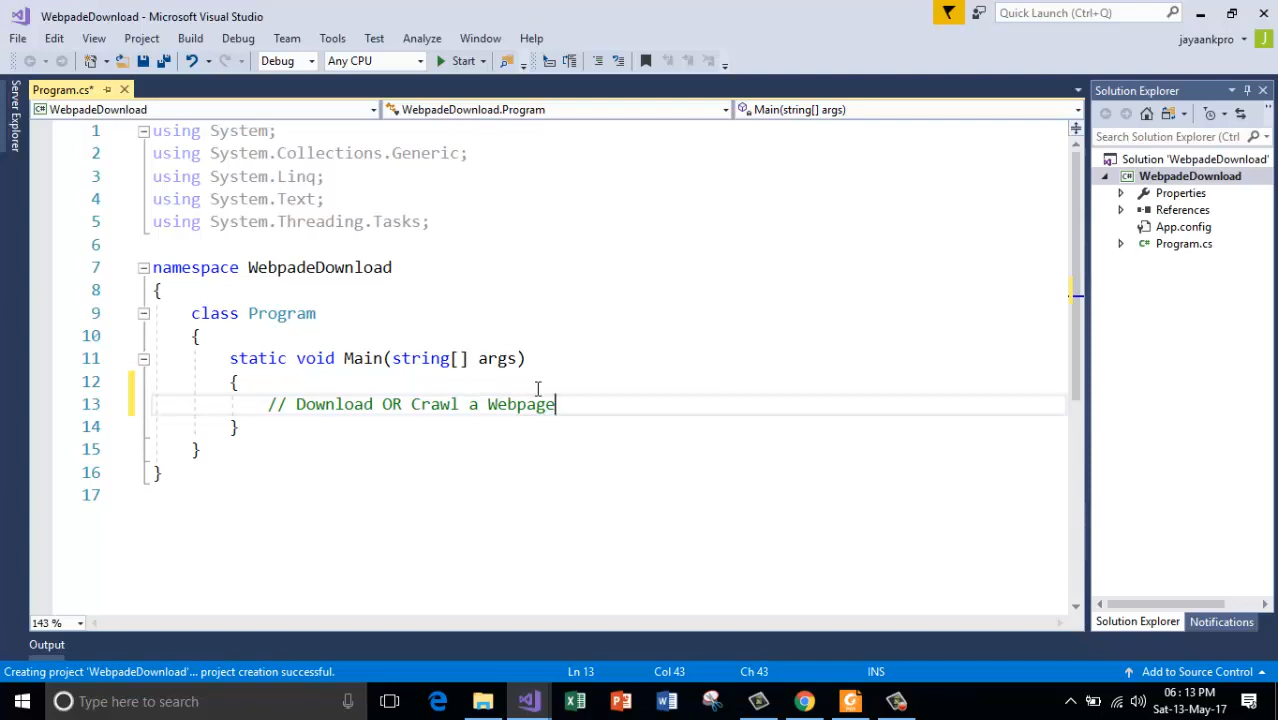 WebpadeDownload - Microsoft Visual Studio
Quick Launch (Ctrl+Q)
File Edit View Project Build Debug Team Tools Test Analyze Window Help
jayaankpro J
Debug Any CPU Start
Program.cs*
Solution Explorer
Server Explorer
WebpadeDownload WebpadeDownload.Program Main(string[] args)
Search Solution Explorer (Ctrl
Solution 'WebpadeDownload'
WebpadeDownload
Properties
References
App.config
Program.cs
1 using System;
2 using System.Collections.Generic;
3 using System.Linq;
4 using System.Text;
5 using System.Threading.Tasks;
6
7 namespace WebpadeDownload
8 {
9 class Program
10 {
11 static void Main(string[] args)
12 {
13 // Download OR Crawl a Webpage
14 }
15 }
16 }
17
143 %
Solution Explorer Notifications
Output
Creating project 'WebpadeDownload'... project creation successful. Ln 13 Col 43 Ch 43 INS Add to Source Control
Type here to search
06:13 PM
Sat-13-May-17